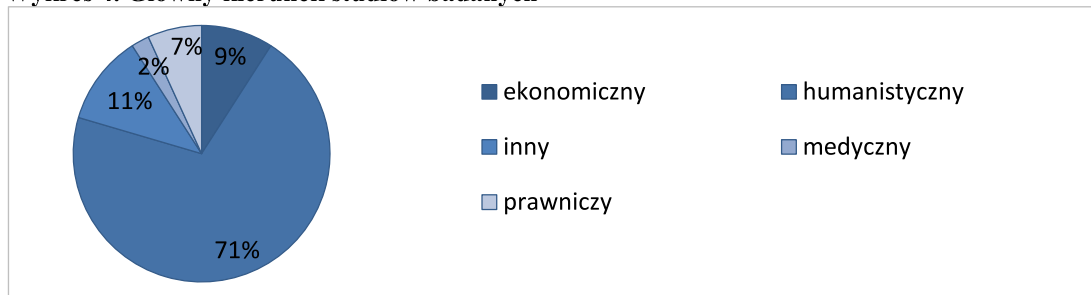 7%
9%
2%
11%
71%
ekonomiczny
humanistyczny
inny
medyczny
prawniczy